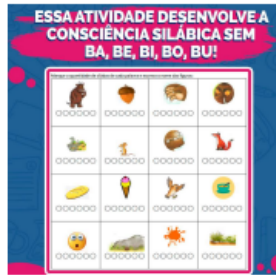 ESSA ATIVIDADE DESENVOLVE A
CONSCIÊNCIA SILÁBICA SEM
BA, BE, BI, BO, BU!